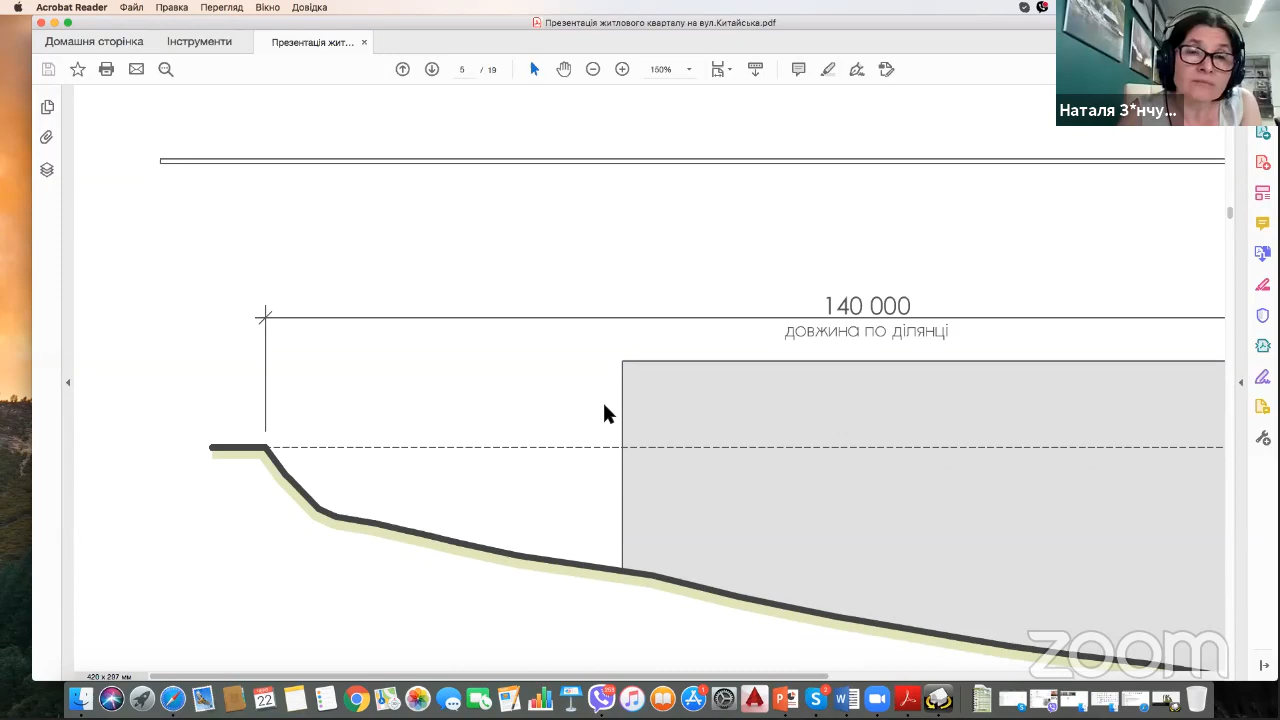 Acrobat Reader Файл Правка Перегляд Вікно Довідка
Презентація житлового кварталу на вул.Китайська.pdf
Домашня сторінка Інструменти Презентація жит... ×
5 / 19 150%
Наталя З*нчу...
140 000
довжина по ділянці
zoom
420 x 297 мм
22